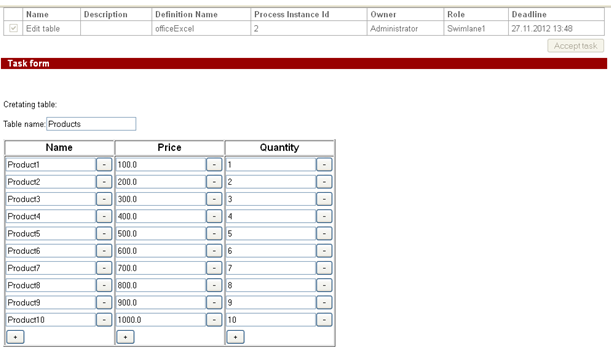 Name Description Definition Name Process Instance Id Owner Role Deadline
Edit table officeExcel 2 Administrator Swimlane1 27.11.2012 13:48
Accept task
Task form
Cretating table:
Table name: Products
Name Price Quantity
Product1 - 100.0 - 1 -
Product2 - 200.0 - 2 -
Product3 - 300.0 - 3 -
Product4 - 400.0 - 4 -
Product5 - 500.0 - 5 -
Product6 - 600.0 - 6 -
Product7 - 700.0 - 7 -
Product8 - 800.0 - 8 -
Product9 - 900.0 - 9 -
Product10 - 1000.0 - 10 -
+ + +